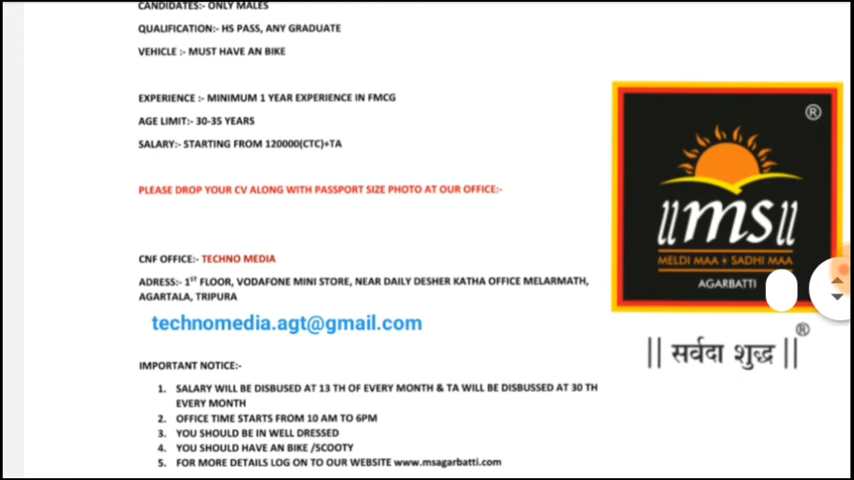 CANDIDATES:- ONLY MALES
QUALIFICATION:- HS PASS, ANY GRADUATE
VEHICLE :- MUST HAVE AN BIKE
EXPERIENCE :- MINIMUM 1 YEAR EXPERIENCE IN FMCG
AGE LIMIT:- 30-35 YEARS
SALARY:- STARTING FROM 120000(CTC)+TA
PLEASE DROP YOUR CV ALONG WITH PASSPORT SIZE PHOTO AT OUR OFFICE:-
CNF OFFICE:- TECHNO MEDIA
ADRESS:- 1ST FLOOR, VODAFONE MINI STORE, NEAR DAILY DESHER KATHA OFFICE MELARMATH,
AGARTALA, TRIPURA
technomedia.agt@gmail.com
IMPORTANT NOTICE:-
1. SALARY WILL BE DISBUSED AT 13 TH OF EVERY MONTH & TA WILL BE DISBUSSED AT 30 TH
EVERY MONTH
2. OFFICE TIME STARTS FROM 10 AM TO 6PM
3. YOU SHOULD BE IN WELL DRESSED
4. YOU SHOULD HAVE AN BIKE /SCOOTY
5. FOR MORE DETAILS LOG ON TO OUR WEBSITE www.msagarbatti.com
®
||ms||
MELDI MAA + SADHI MAA
AGARBATTI
®
|| सर्वदा शुद्ध ||